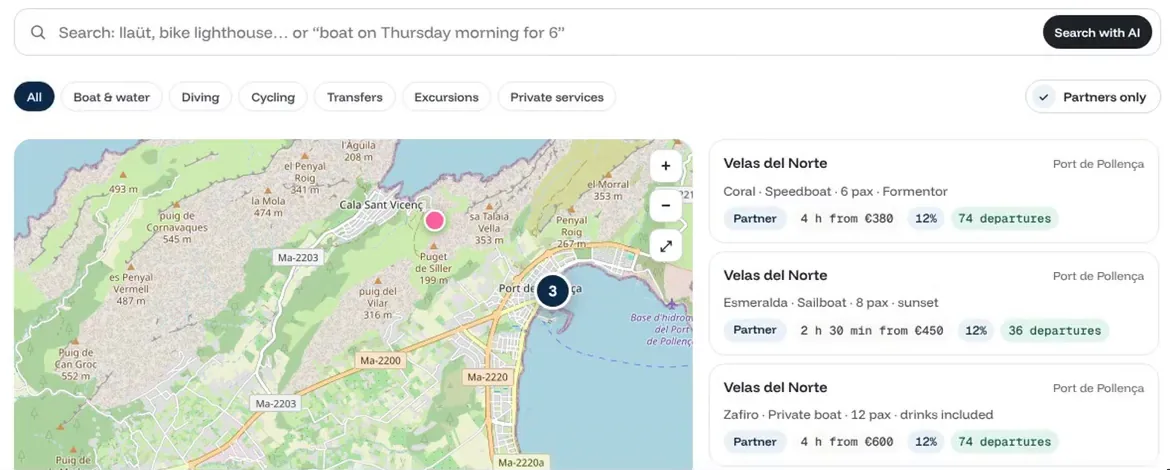 Search: llaüt, bike lighthouse... or “boat on Thursday morning for 6”
Search with AI
All
Boat & water
Diving
Cycling
Transfers
Excursions
Private services
Partners only
l'Àguila
208 m
el Penyal
Roig
341 m
493 m
la Mola
474 m
puig de
Cornavaques
545 m
Cala Sant Vicenç
sa Talaia
Vella
353 m
el Morral
353 m
Penyal
Roig
267 m
+
−
Ma-2203
es Penyal
Vermell
487 m
Puget
de Siller
199 m
puig del
Vilar
316 m
3
Puig de
Can Groc
552 m
Ma-2200
Ma-2220
Ma-2203
Ma-2220a
Puig de
Velas del Norte
Port de Pollença
Coral · Speedboat · 6 pax · Formentor
Partner
4 h from €380
12%
74 departures
Velas del Norte
Port de Pollença
Esmeralda · Sailboat · 8 pax · sunset
Partner
2 h 30 min from €450
12%
36 departures
Velas del Norte
Port de Pollença
Zafiro · Private boat · 12 pax · drinks included
Partner
4 h from €600
12%
74 departures